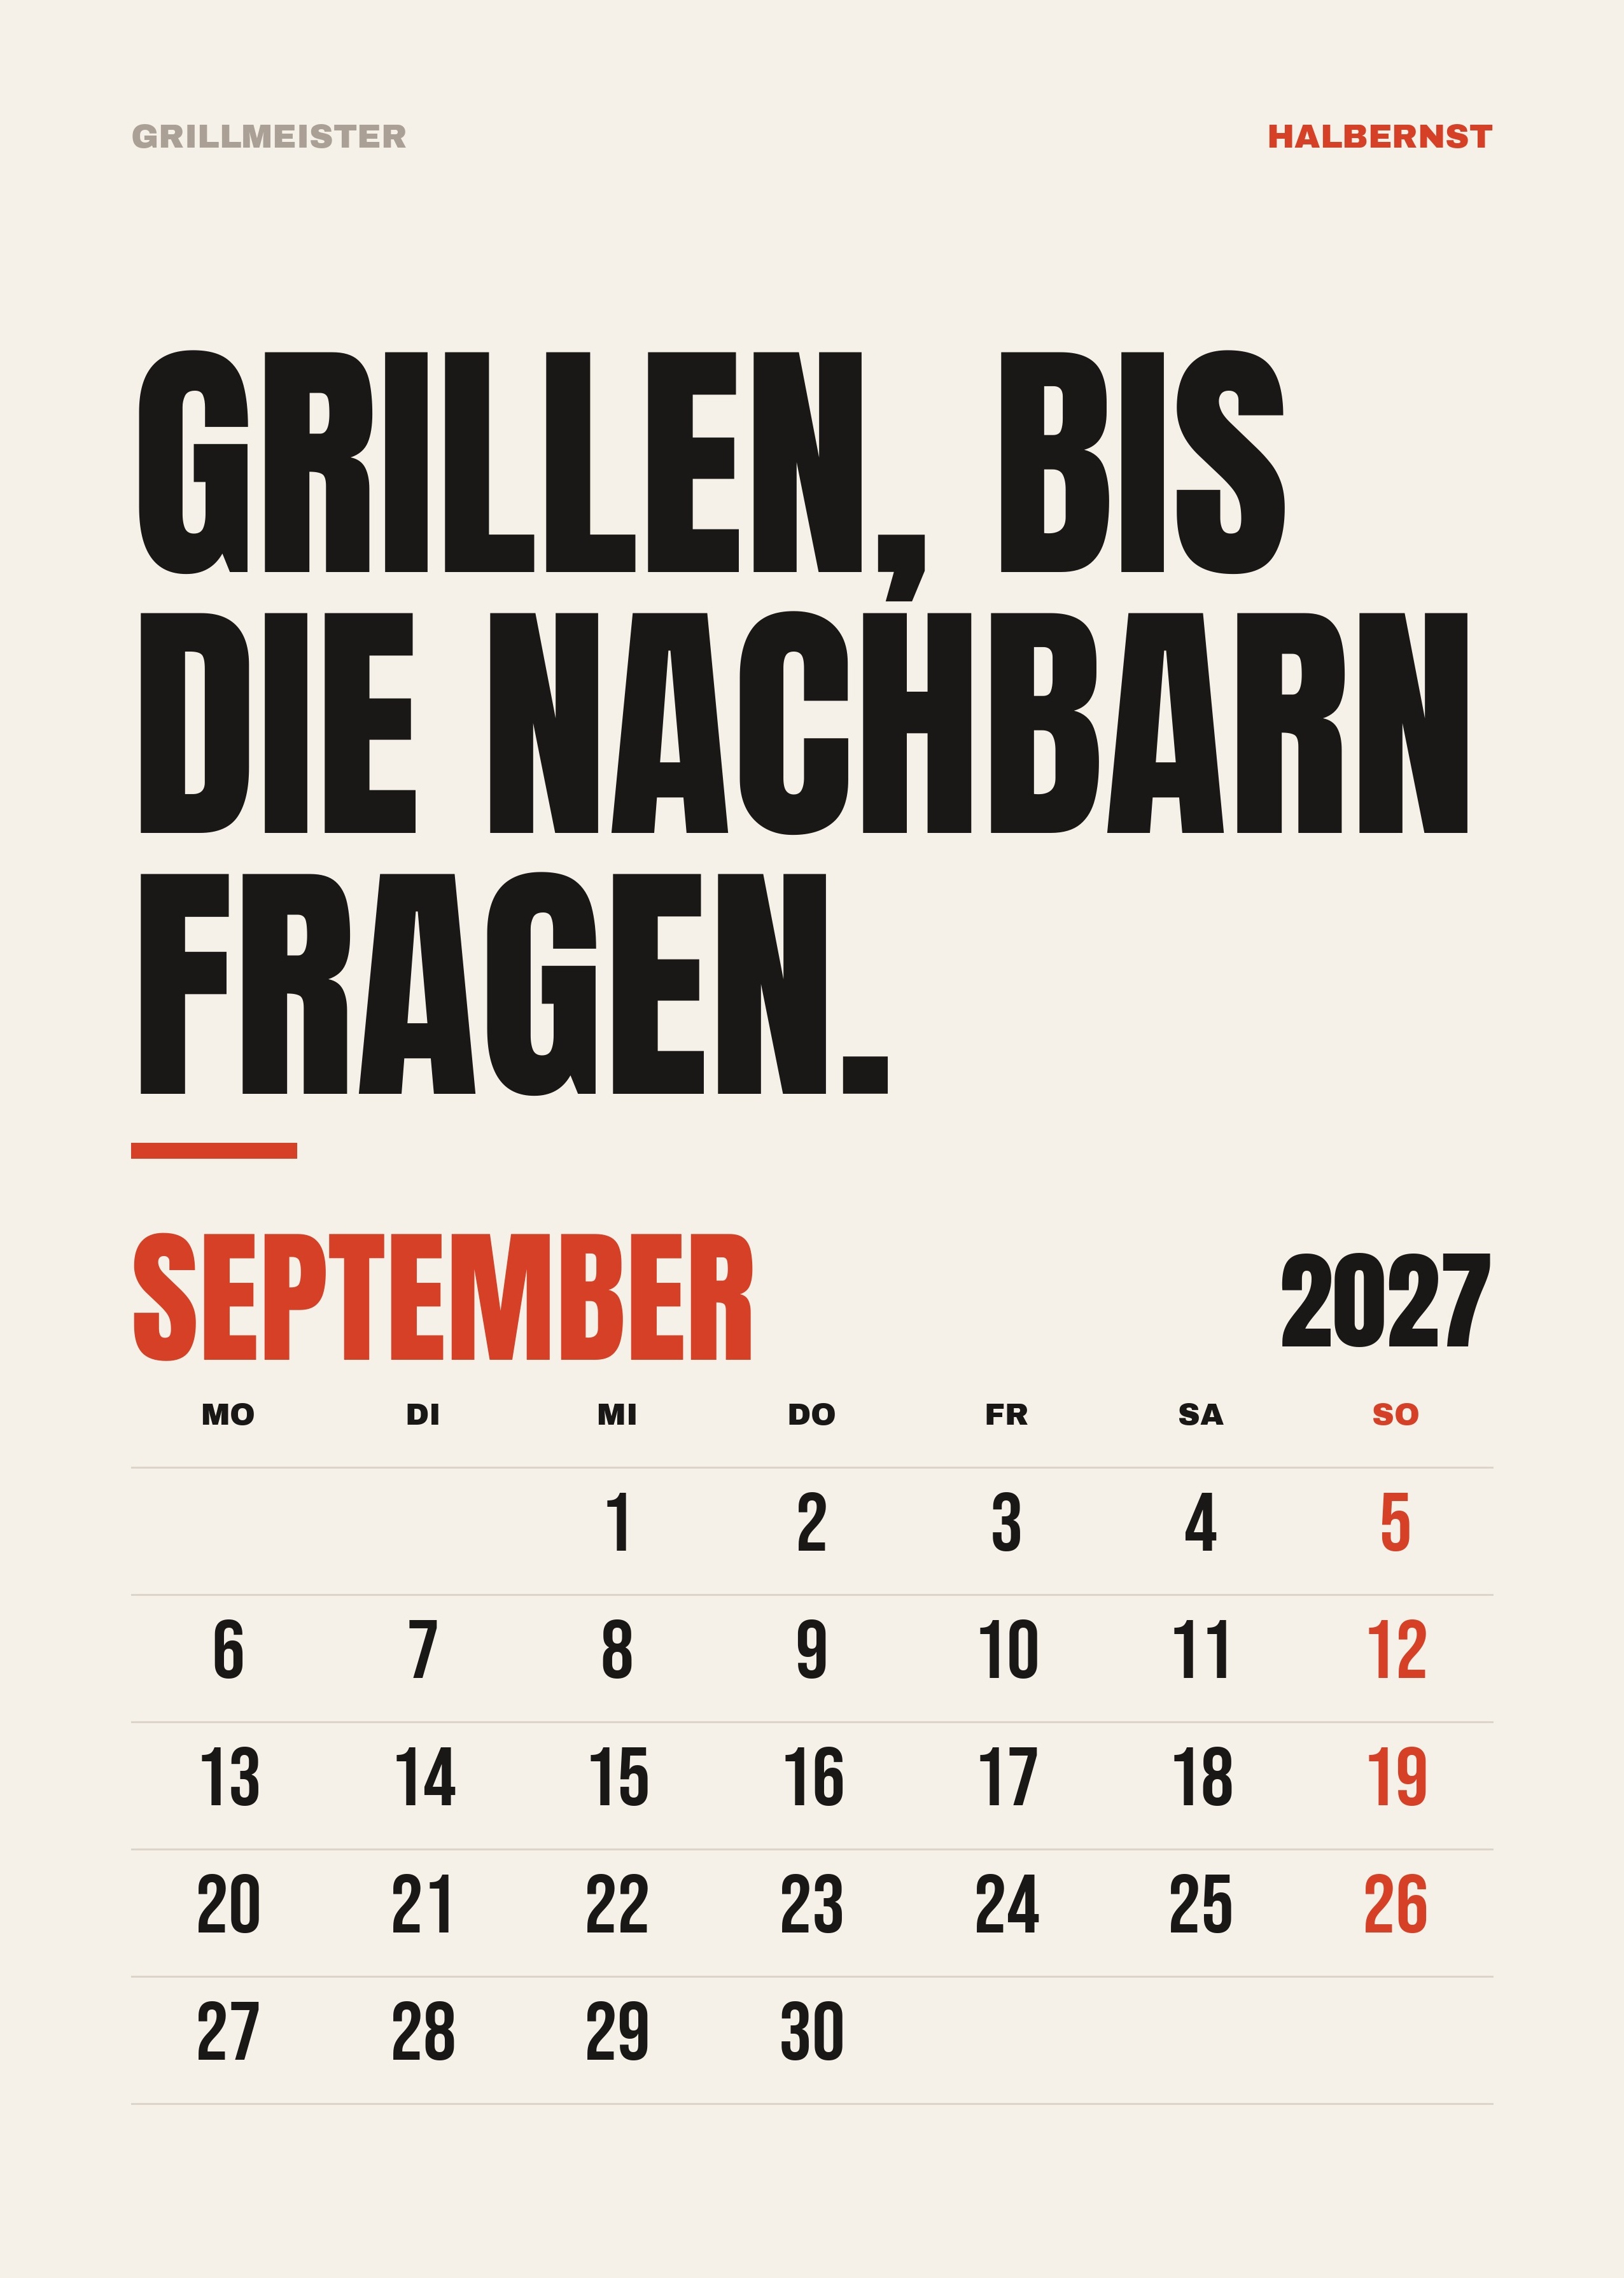 GRILLMEISTER HALBERNST
GRILLEN, BIS
DIE NACHBARN
FRAGEN.
SEPTEMBER 2027
MO DI MI DO FR SA SO
1 2 3 4 5
6 7 8 9 10 11 12
13 14 15 16 17 18 19
20 21 22 23 24 25 26
27 28 29 30